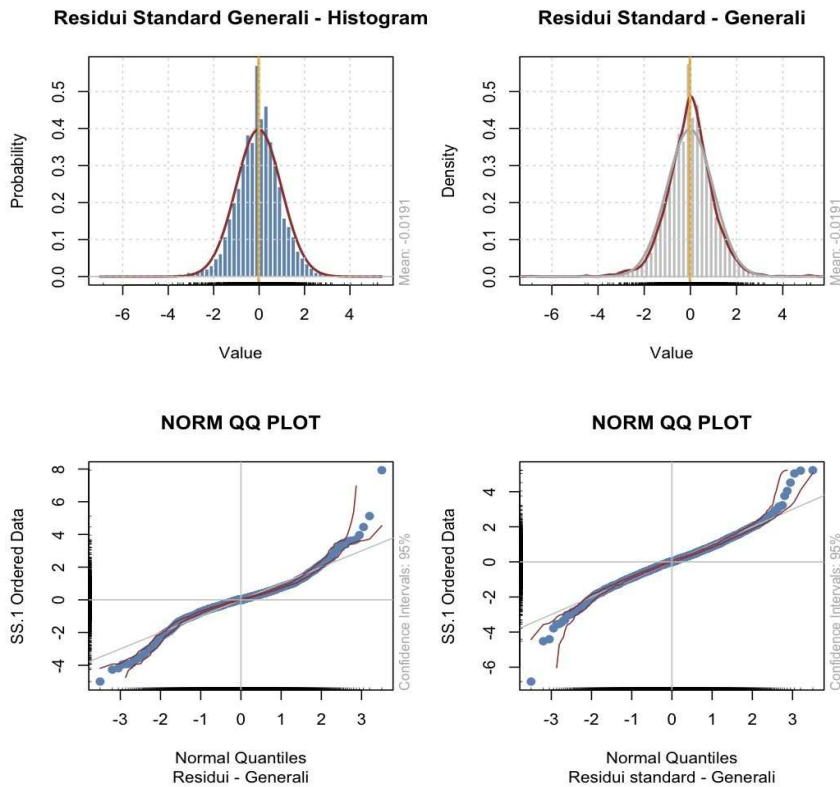 Residui Standard Generali - Histogram
Probability
0.0 0.1 0.2 0.3 0.4 0.5
-6 -4 -2 0 2 4
Value
Mean: -0.0191
Residui Standard - Generali
Density
0.0 0.1 0.2 0.3 0.4 0.5
-6 -4 -2 0 2 4
Value
Mean: -0.0191
NORM QQ PLOT
SS.1 Ordered Data
-4 -2 0 2 4 6 8
-3 -2 -1 0 1 2 3
Normal Quantiles
Residui - Generali
Confidence Intervals: 95%
NORM QQ PLOT
SS.1 Ordered Data
-6 -4 -2 0 2 4
-3 -2 -1 0 1 2 3
Normal Quantiles
Residui standard - Generali
Confidence Intervals: 95%